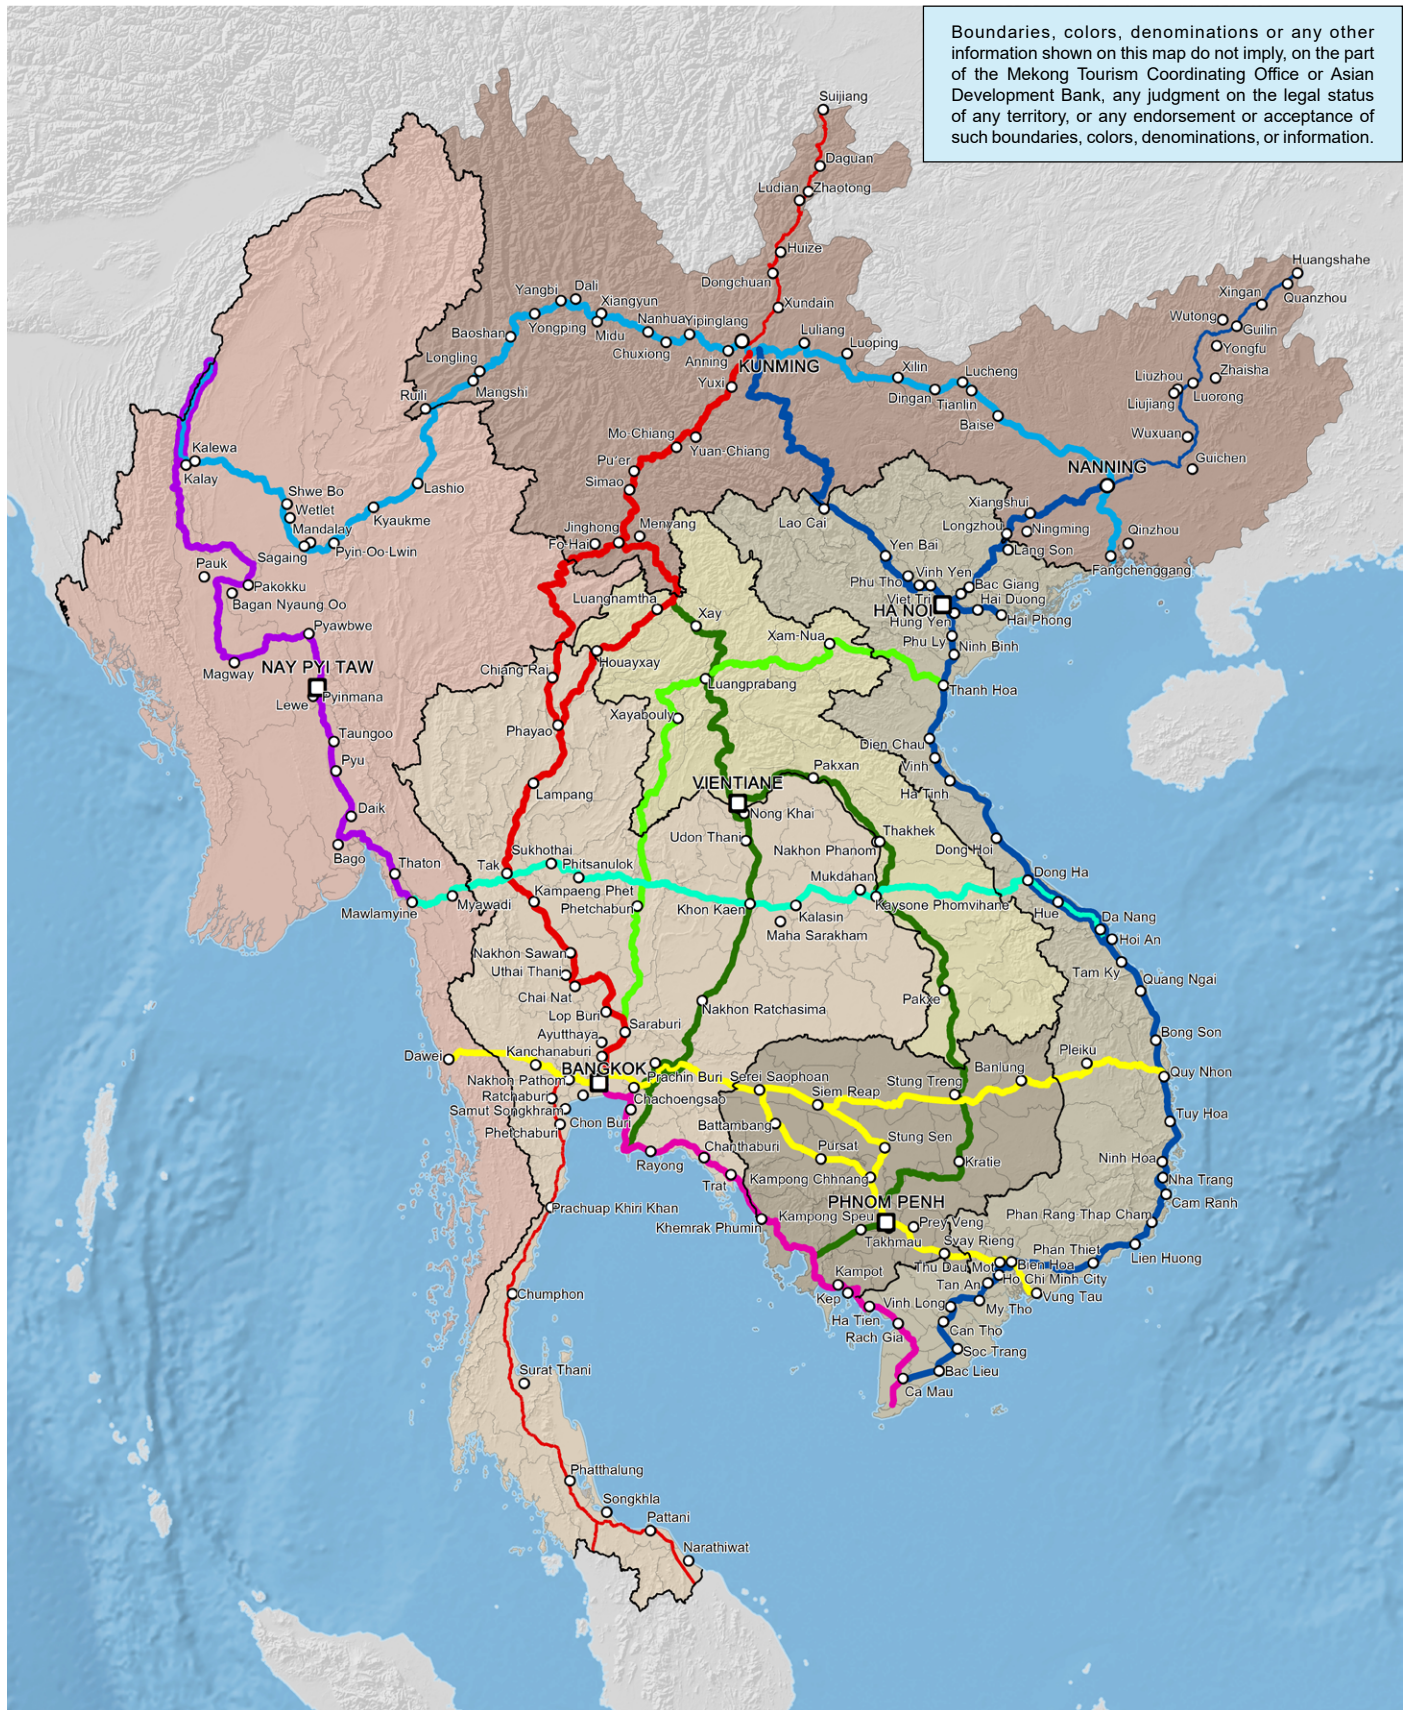 Boundaries, colors, denominations or any other
information shown on this map do not imply, on the part
of the Mekong Tourism Coordinating Office or Asian
Development Bank, any judgment on the legal status
of any territory, or any endorsement or acceptance of
such boundaries, colors, denominations, or information.
Suijiang
Daguan
Ludian
Zhaotong
Huize
Dongchuan
Xundain
Huangshahe
Quanzhou
Xingan
Wutong
Guilin
Yongfu
Zhaisha
Liuzhou
Luorong
Liujiang
Wuxuan
Guichen
Yangbi
Dali
Xiangyun
Yongping
Midu
Nanhua
Yipinglang
Chuxiong
Baoshan
Longling
Mangshi
Ruili
Anning
KUNMING
Luliang
Luoping
Xilin
Dingan
Lucheng
Tianlin
Baise
Yuxi
Mo-Chiang
Yuan-Chiang
Pu'er
Simao
NANNING
Kalewa
Kalay
Shwe Bo
Wetlet
Mandalay
Sagaing
Pyin-Oo-Lwin
Kyaukme
Lashio
Jinghong
Menyang
Fo-Hai
Lao Cai
Xiangshui
Longzhou
Ningming
Qinzhou
Lang Son
Fangchenggang
Yen Bai
Phu Tho
Vinh Yen
Viet Tri
Bac Giang
HA NOI
Hai Duong
Hung Yen
Hai Phong
Phu Ly
Ninh Binh
Pauk
Pakokku
Bagan Nyaung Oo
Pyawbwe
Magway
NAY PYI TAW
Pyinmana
Lewe
Luangnamtha
Xay
Xam-Nua
Houayxay
Chiang Rai
Luangprabang
Thanh Hoa
Xayabouly
Phayao
Taungoo
Pyu
Daik
Bago
Thaton
Dien Chau
Vinh
Ha Tinh
Pakxan
VIENTIANE
Lampang
Nong Khai
Udon Thani
Thakhek
Nakhon Phanom
Dong Hoi
Sukhothai
Tak
Phitsanulok
Kampaeng Phet
Mukdahan
Dong Ha
Mawlamyine
Myawadi
Phetchabun
Khon Kaen
Kalasin
Kaysone Phomvihane
Hue
Da Nang
Maha Sarakham
Hoi An
Nakhon Sawan
Uthai Thani
Chai Nat
Tam Ky
Quang Ngai
Pakxe
Lop Buri
Nakhon Ratchasima
Saraburi
Ayutthaya
Bong Son
Dawei
Kanchanaburi
BANGKOK
Pleiku
Nakhon Pathom
Prachin Buri
Serei Saophoan
Banlung
Quy Nhon
Ratchaburi
Chachoengsao
Siem Reap
Stung Treng
Samut Songkhram
Chon Buri
Battambang
Tuy Hoa
Phetchaburi
Chanthaburi
Pursat
Stung Sen
Rayong
Trat
Kampong Chhnang
Kratie
Ninh Hoa
Nha Trang
Cam Ranh
PHNOM PENH
Prachuap Khiri Khan
Khemrak Phumin
Kampong Speu
Takhmau
Prey Veng
Phan Rang-Thap Cham
Svay Rieng
Phan Thiet
Lien Huong
Thu Dau Mot
Bien Hoa
Kampot
Tan An
Ho Chi Minh City
Chumphon
Kep
Vinh Long
My Tho
Vung Tau
Ha Tien
Rach Gia
Can Tho
Soc Trang
Bac Lieu
Surat Thani
Ca Mau
Phatthalung
Songkhla
Pattani
Narathiwat